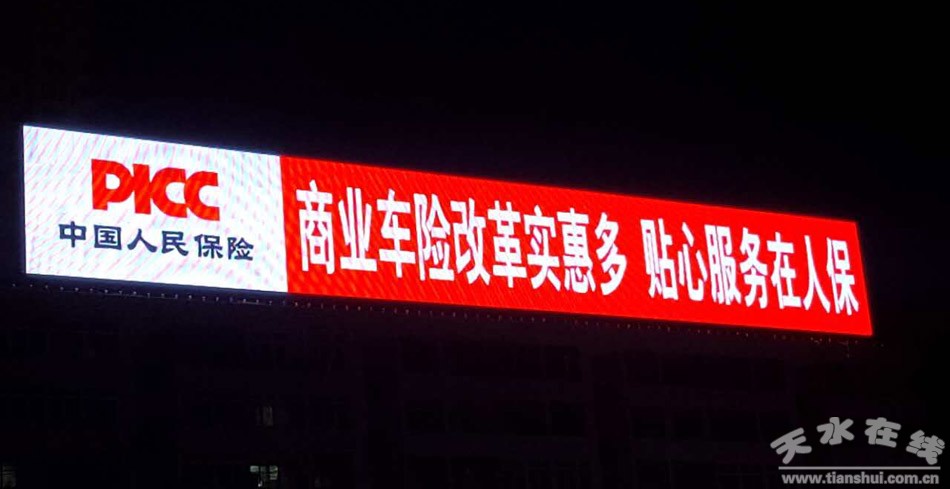 PICC
中国人民保险
商业车险改革实惠多 贴心服务在人保
天水在线
www.tianshui.com.cn